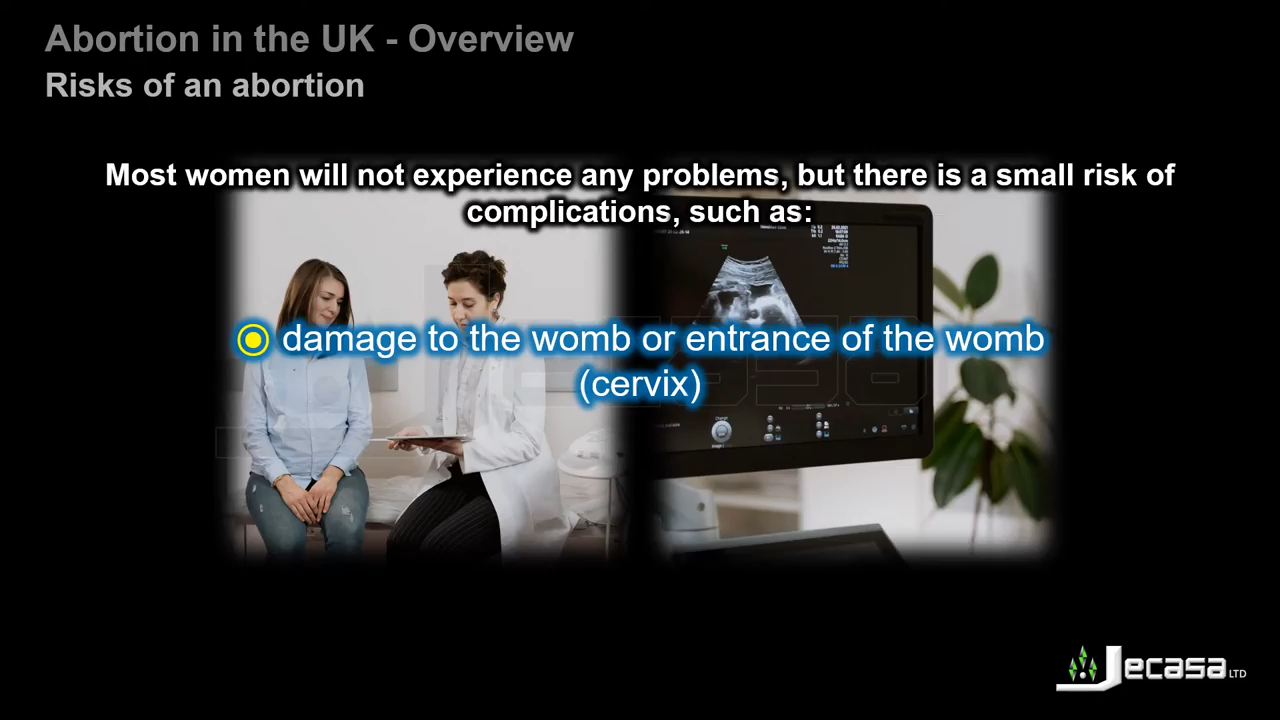 Abortion in the UK - Overview
Risks of an abortion
Most women will not experience any problems, but there is a small risk of
complications, such as:
damage to the womb or entrance of the womb
(cervix)
Jecasa LTD